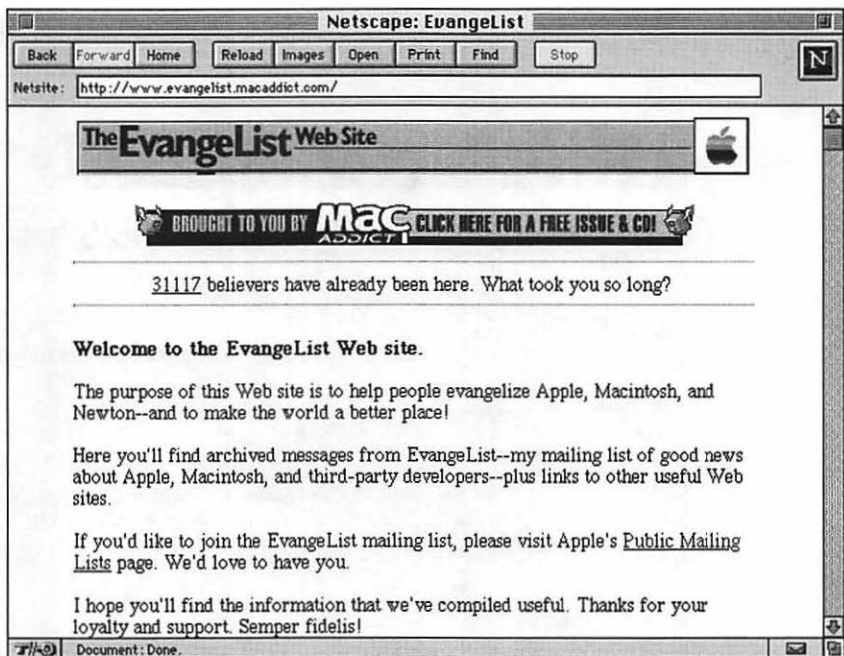 Netscape: EvangeList
Back Forward Home Reload Images Open Print Find Stop
N
Netsite: http://www.evangelist.macaddict.com/
The EvangeList Web Site
BROUGHT TO YOU BY Mac ADDICT CLICK HERE FOR A FREE ISSUE & CD!
31117 believers have already been here. What took you so long?
Welcome to the EvangeList Web site.
The purpose of this Web site is to help people evangelize Apple, Macintosh, and
Newton--and to make the world a better place!
Here you'll find archived messages from EvangeList--my mailing list of good news
about Apple, Macintosh, and third-party developers--plus links to other useful Web
sites.
If you'd like to join the EvangeList mailing list, please visit Apple's Public Mailing
Lists page. We'd love to have you.
I hope you'll find the information that we've compiled useful. Thanks for your
loyalty and support. Semper fidelis!
Document: Done.